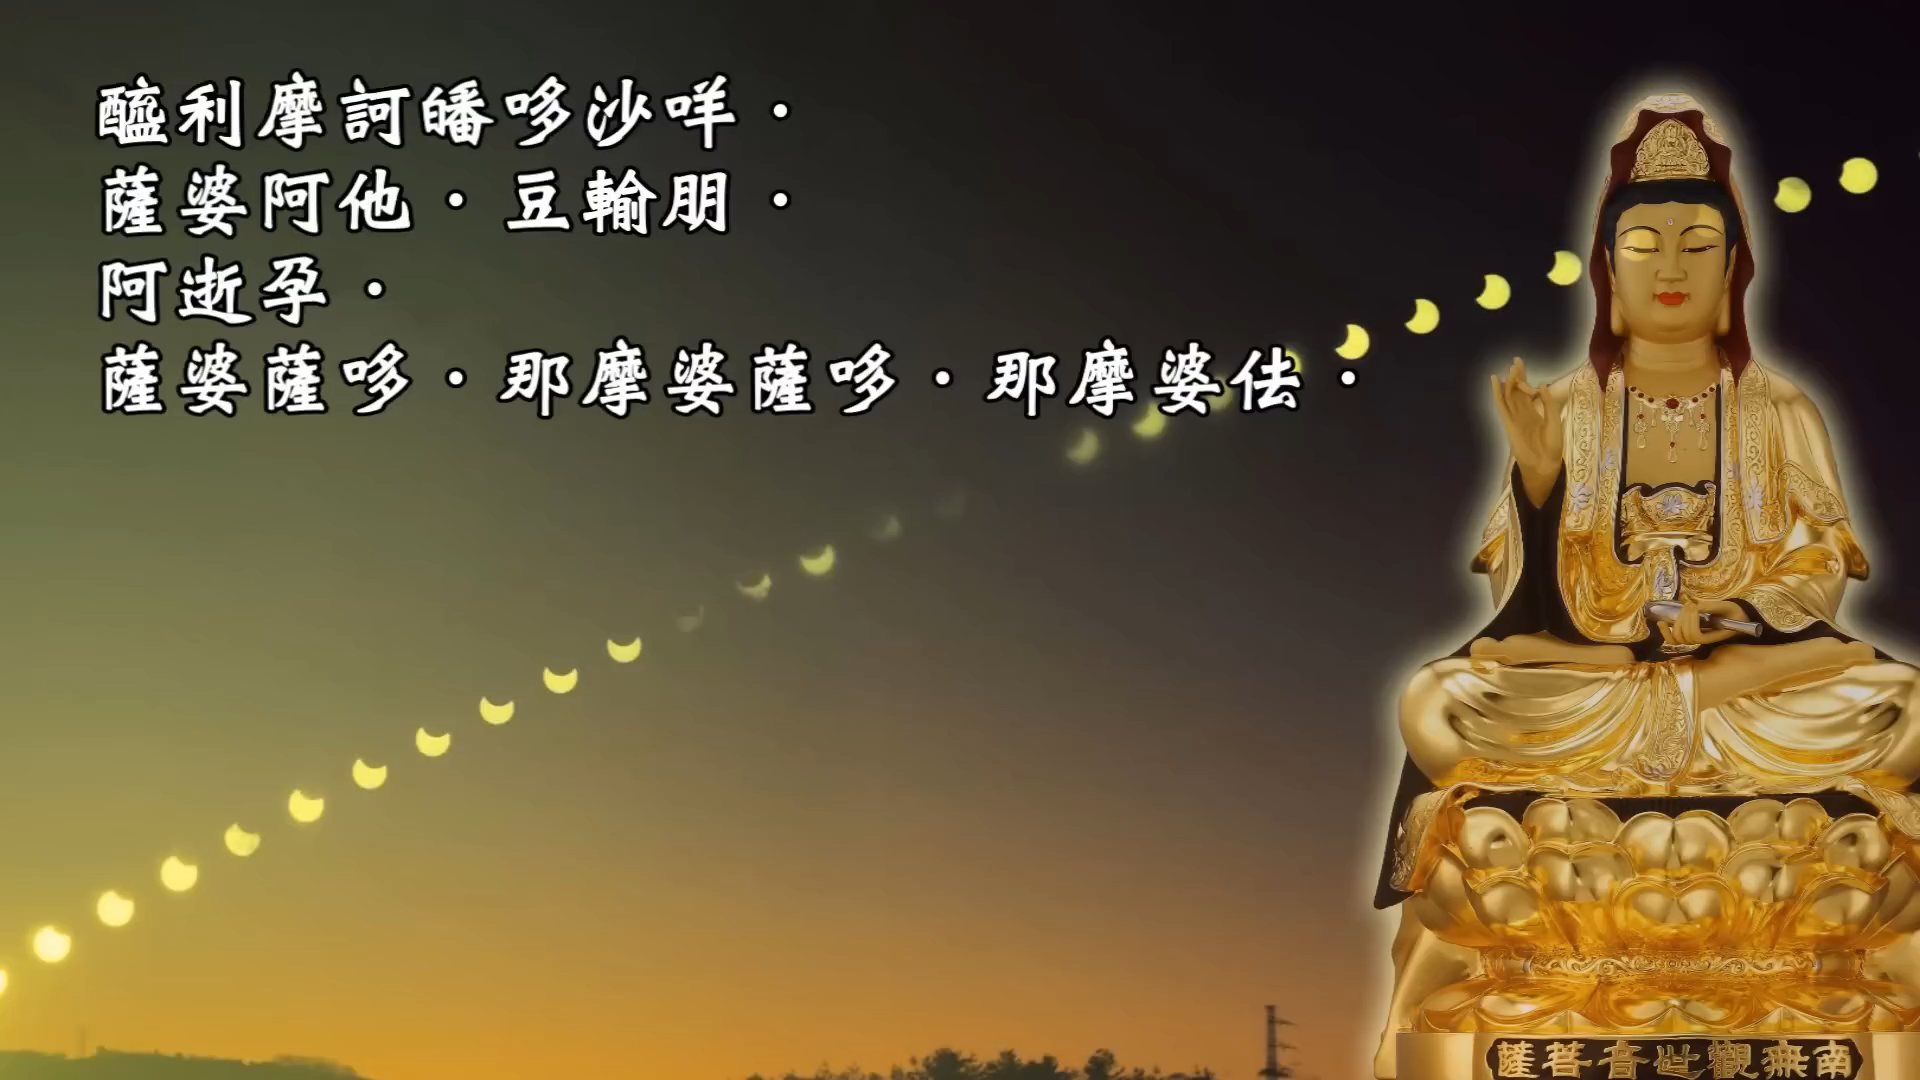 醯利摩訶皤哆沙咩．
薩婆阿他．豆輸朋．
阿逝孕．
薩婆薩哆．那摩婆薩哆．那摩婆佉．
南無觀世音菩薩